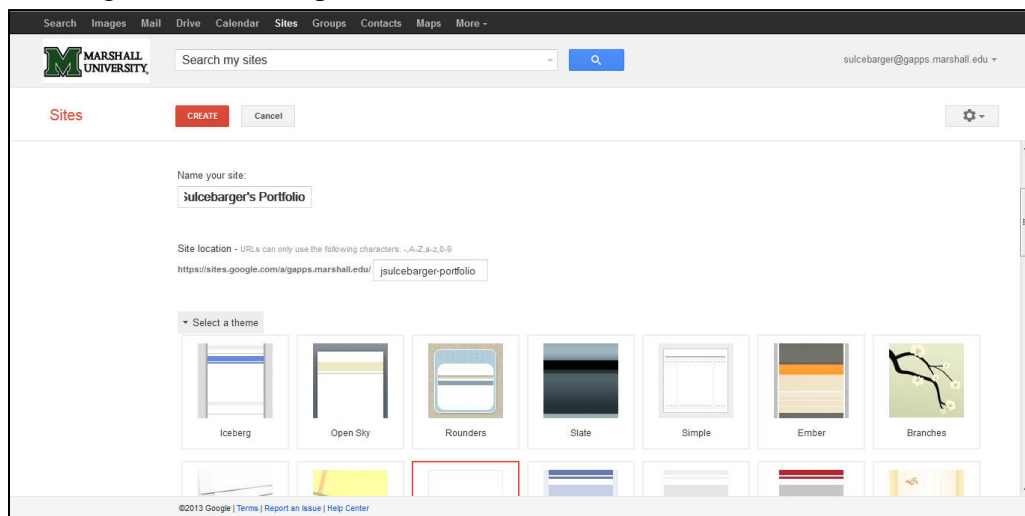 Search Images Mail Drive Calendar Sites Groups Contacts Maps More
MARSHALL
UNIVERSITY
Search my sites
sulcebarger@gapps.marshall.edu
Sites
CREATE Cancel
Name your site:
Sulcebarger's Portfolio
Site location - URLs can only use the following characters: -,A-Z,a-z,0-9
https://sites.google.com/a/gapps.marshall.edu/ jsulcebarger-portfolio
Select a theme
Iceberg Open Sky Rounders Slate Simple Ember Branches
©2013 Google | Terms | Report an Issue | Help Center